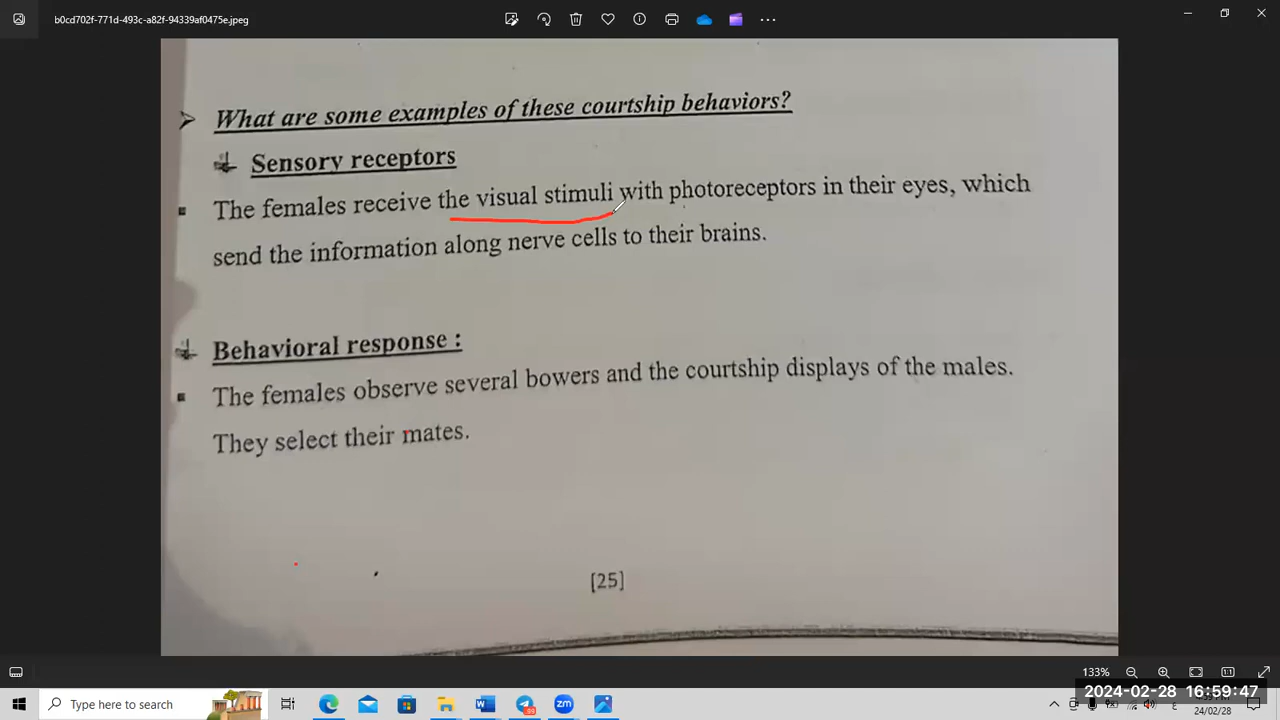 b0cd702f-771d-493c-a82f-94339af0475e.jpeg
What are some examples of these courtship behaviors?
Sensory receptors
The females receive the visual stimuli with photoreceptors in their eyes, which
send the information along nerve cells to their brains.
Behavioral response :
The females observe several bowers and the courtship displays of the males.
They select their mates.
[25]
133%
Type here to search
2024-02-28 16:59:47
24/02/28